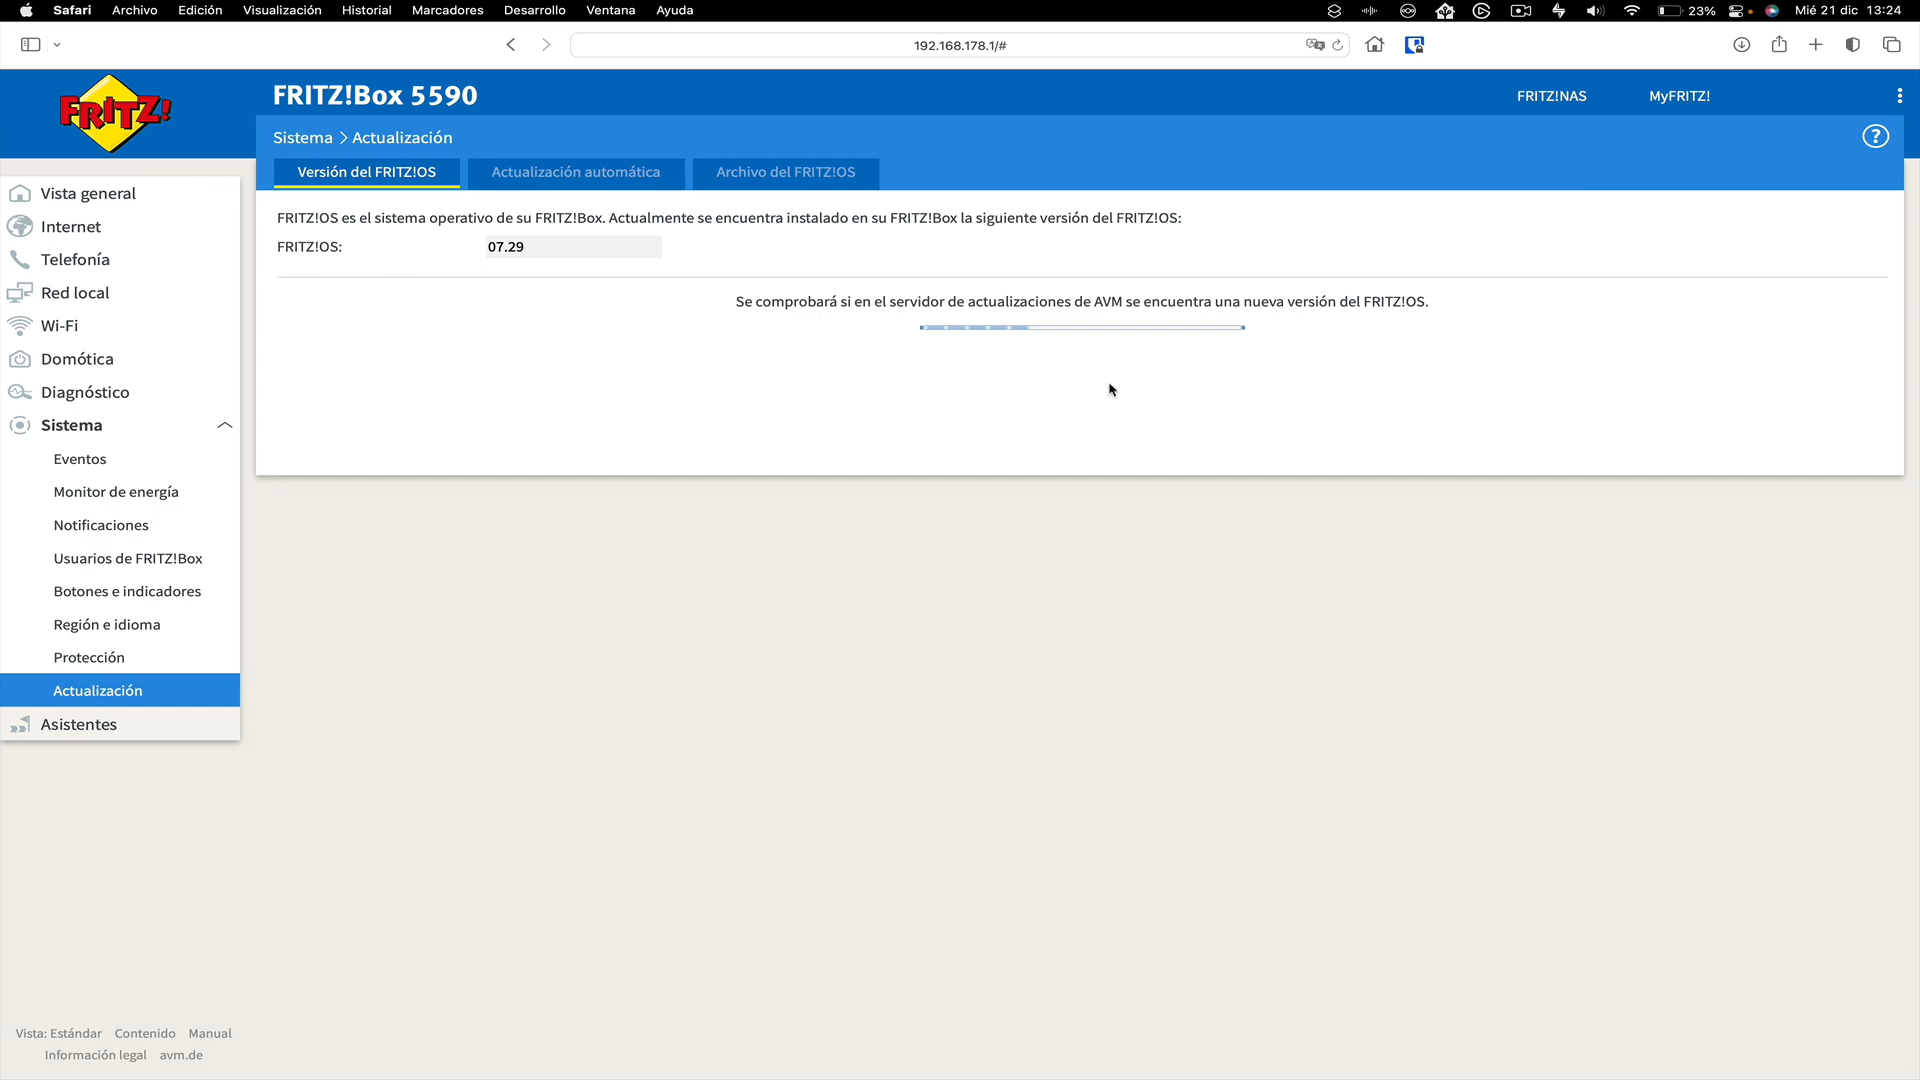 Safari Archivo Edición Visualización Historial Marcadores Desarrollo Ventana Ayuda 23% Mié 21 dic 13:24
192.168.178.1/#
FRITZ!
FRITZ!Box 5590
FRITZ!NAS MyFRITZ!
Sistema > Actualización
Versión del FRITZ!OS Actualización automática Archivo del FRITZ!OS
Vista general
Internet
Telefonía
Red local
Wi-Fi
Domótica
Diagnóstico
Sistema
Eventos
Monitor de energía
Notificaciones
Usuarios de FRITZ!Box
Botones e indicadores
Región e idioma
Protección
Actualización
Asistentes
FRITZ!OS es el sistema operativo de su FRITZ!Box. Actualmente se encuentra instalado en su FRITZ!Box la siguiente versión del FRITZ!OS:
FRITZ!OS: 07.29
Se comprobará si en el servidor de actualizaciones de AVM se encuentra una nueva versión del FRITZ!OS.
Vista: Estándar Contenido Manual
Información legal avm.de